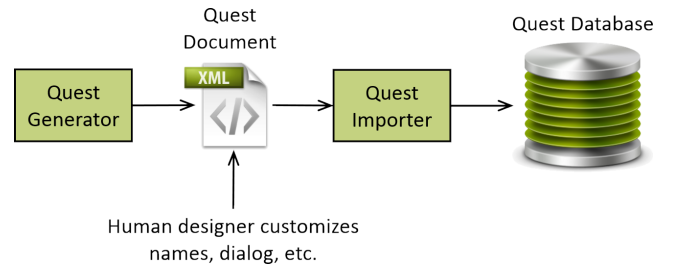 Quest
Document
Quest Database
XML
</>
Quest
Generator
Quest
Importer
Human designer customizes
names, dialog, etc.